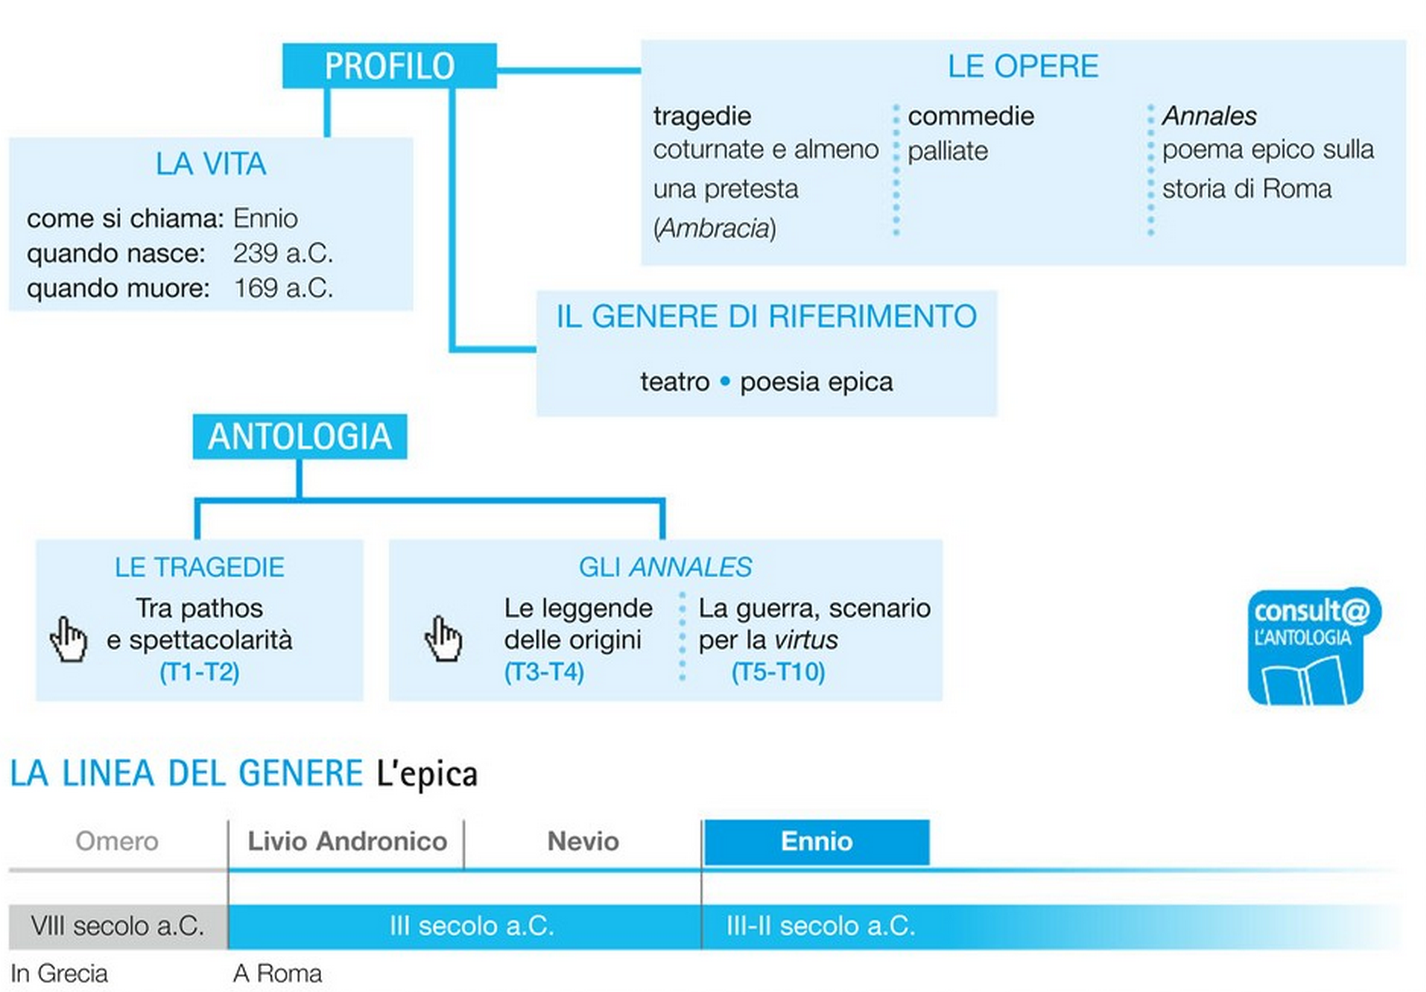 PROFILO
LA VITA
come si chiama: Ennio
quando nasce: 239 a.C.
quando muore: 169 a.C.
LE OPERE
tragedie
coturnate e almeno
una pretesta
(Ambracia)
commedie
palliate
Annales
poema epico sulla
storia di Roma
IL GENERE DI RIFERIMENTO
teatro • poesia epica
ANTOLOGIA
LE TRAGEDIE
Tra pathos
e spettacolarità
(T1-T2)
GLI ANNALES
Le leggende
delle origini
(T3-T4)
La guerra, scenario
per la virtus
(T5-T10)
consult@
L'ANTOLOGIA
LA LINEA DEL GENERE L'epica
Omero Livio Andronico Nevio Ennio
VIII secolo a.C. III secolo a.C. III-II secolo a.C.
In Grecia A Roma